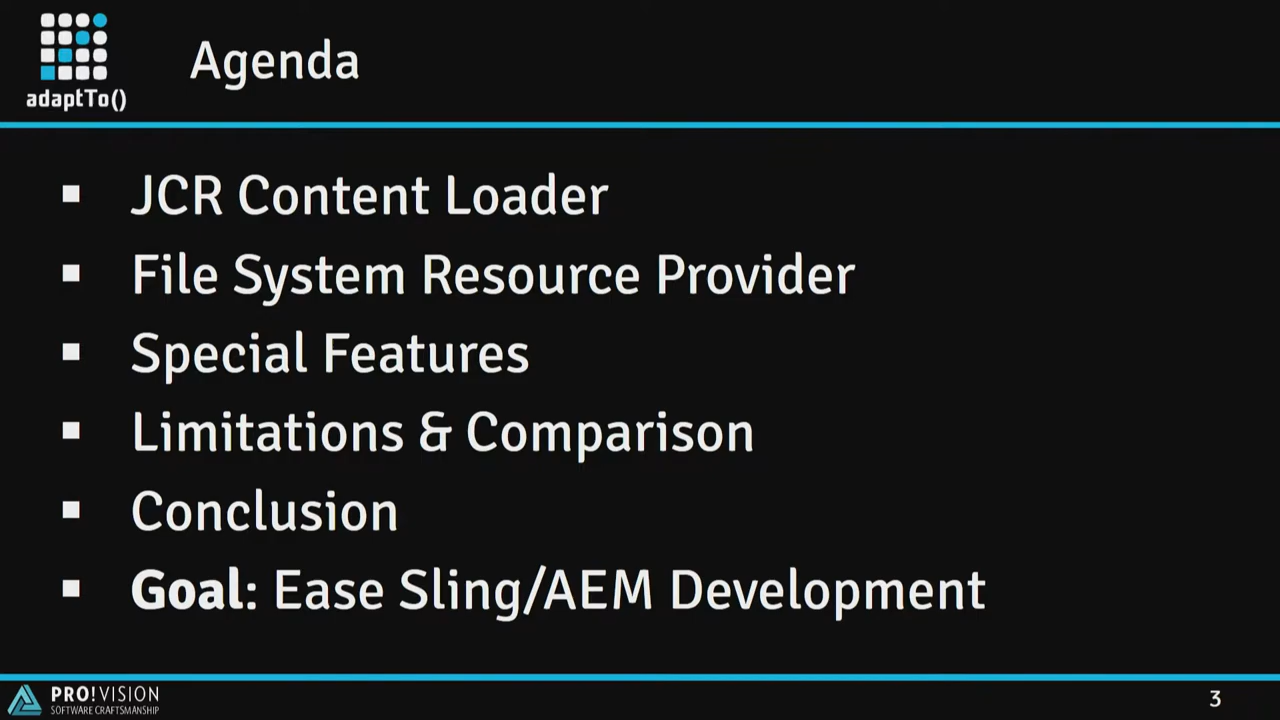 adaptTo()
Agenda
▪ JCR Content Loader
▪ File System Resource Provider
▪ Special Features
▪ Limitations & Comparison
▪ Conclusion
▪ Goal: Ease Sling/AEM Development
PRO!VISION
SOFTWARE CRAFTSMANSHIP
3